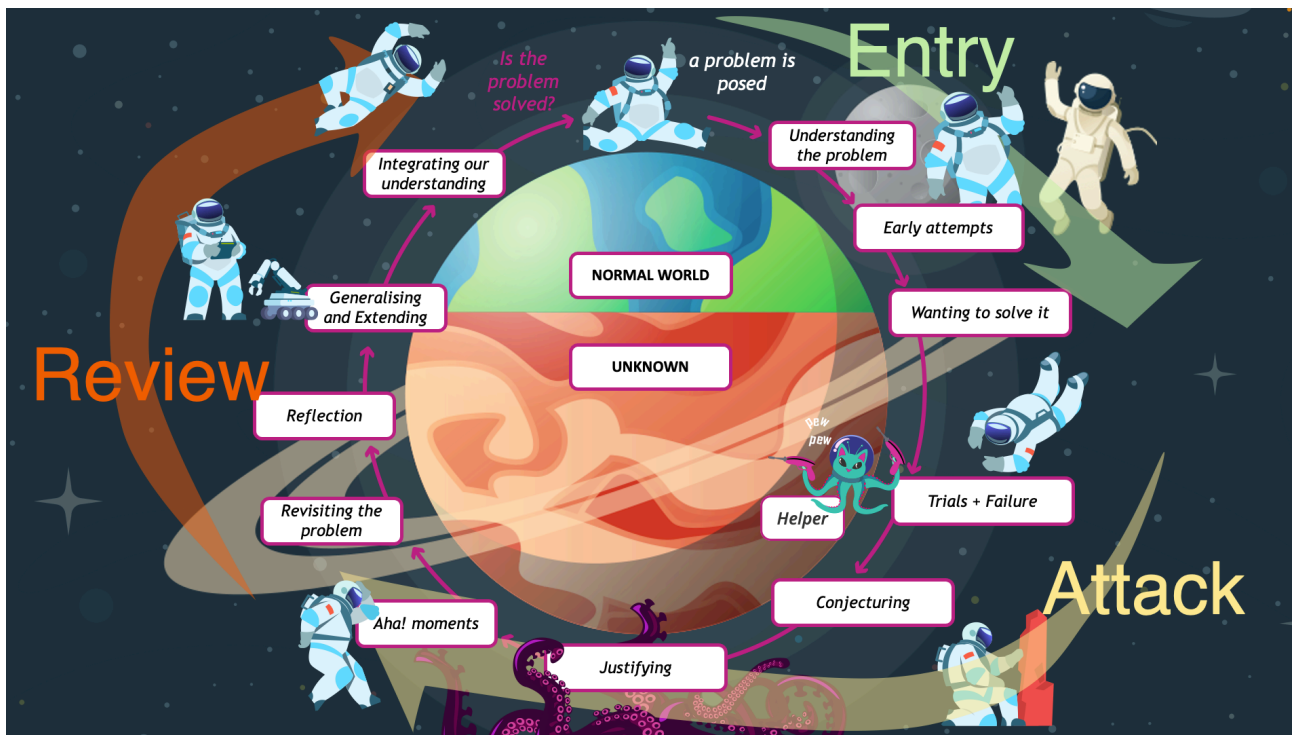 Entry
Is the
problem
solved?
a problem is
posed
Understanding
the problem
Early attempts
Wanting to solve it
Trials + Failure
pew
pew
Helper
Conjecturing
Attack
Justifying
Aha! moments
Revisiting the
problem
Reflection
Review
Generalising
and Extending
Integrating our
understanding
NORMAL WORLD
UNKNOWN